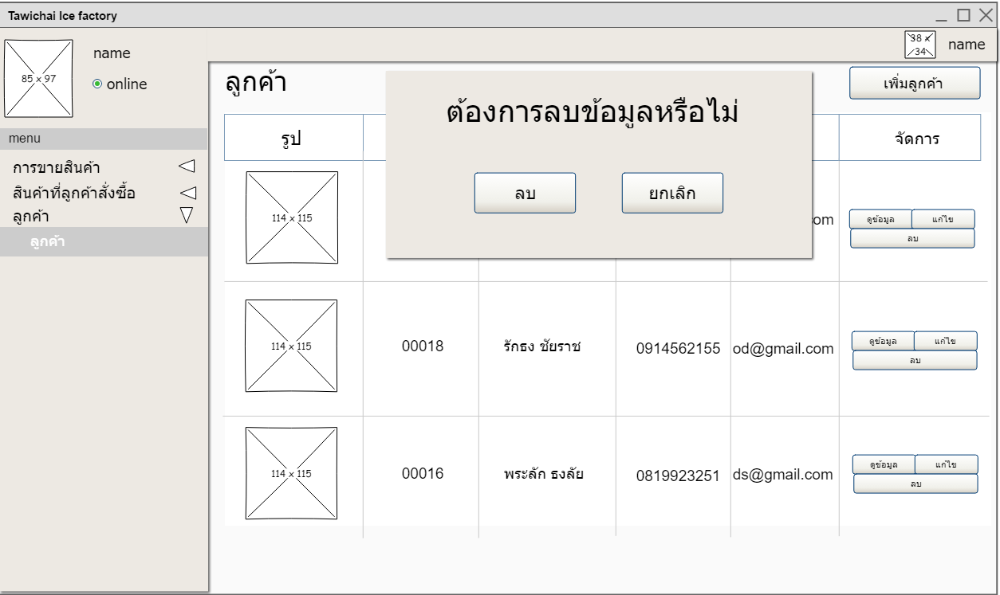 Tawichai Ice factory
85 x 97
name
online
38 x 34
name
menu
การขายสินค้า
สินค้าที่ลูกค้าสั่งซื้อ
ลูกค้า
ลูกค้า
ลูกค้า
เพิ่มลูกค้า
ต้องการลบข้อมูลหรือไม่
ลบ
ยกเลิก
รูป
จัดการ
114 x 115
om
ดูข้อมูล
แก้ไข
ลบ
114 x 115
00018
รักธง ชัยราช
0914562155
od@gmail.com
ดูข้อมูล
แก้ไข
ลบ
114 x 115
00016
พระลัก ธงลัย
0819923251
ds@gmail.com
ดูข้อมูล
แก้ไข
ลบ